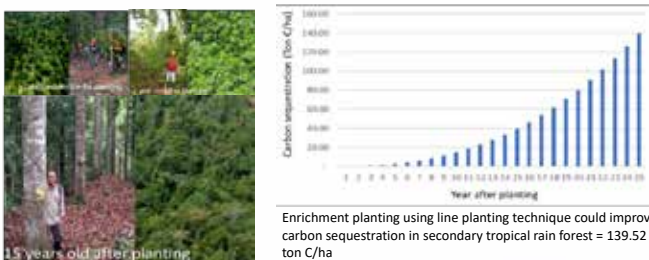 15 years old after planting
Carbon sequestration (Ton C/ha)
160.00
140.00
120.00
100.00
80.00
60.00
40.00
20.00
-
1 2 3 4 5 6 7 8 9 10 11 12 13 14 15 16 17 18 19 20 21 22 23 24 25
Year after planting
Enrichment planting using line planting technique could improv
carbon sequestration in secondary tropical rain forest = 139.52
ton C/ha